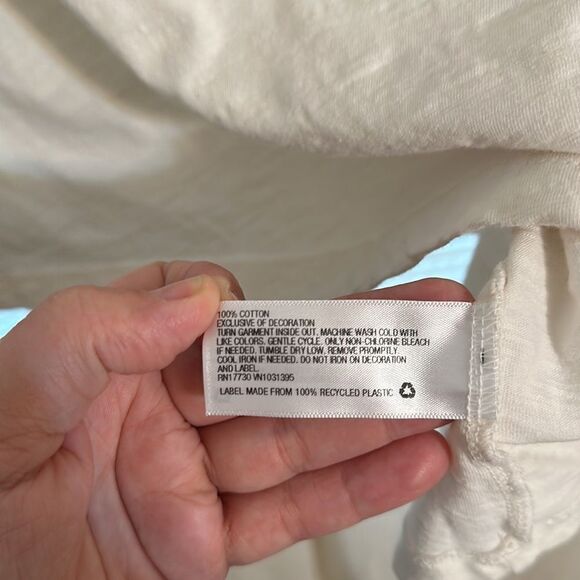 100% COTTON
EXCLUSIVE OF DECORATION
TURN GARMENT INSIDE OUT. MACHINE WASH COLD WITH
LIKE COLORS. GENTLE CYCLE. ONLY NON-CHLORINE BLEACH
IF NEEDED. TUMBLE DRY LOW. REMOVE PROMPTLY.
COOL IRON IF NEEDED. DO NOT IRON ON DECORATION
AND LABEL.
RN17730 VN1031395
LABEL MADE FROM 100% RECYCLED PLASTIC